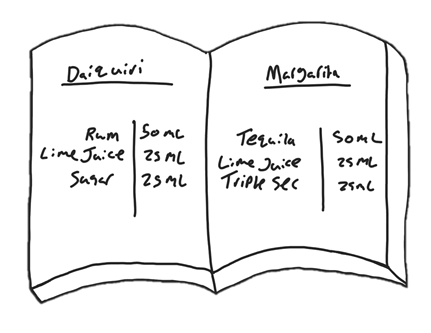 Daiquiri
Rum 50mL
Lime Juice 25mL
Sugar 25mL
Margarita
Tequila 50mL
Lime Juice 25mL
Triple Sec 25mL